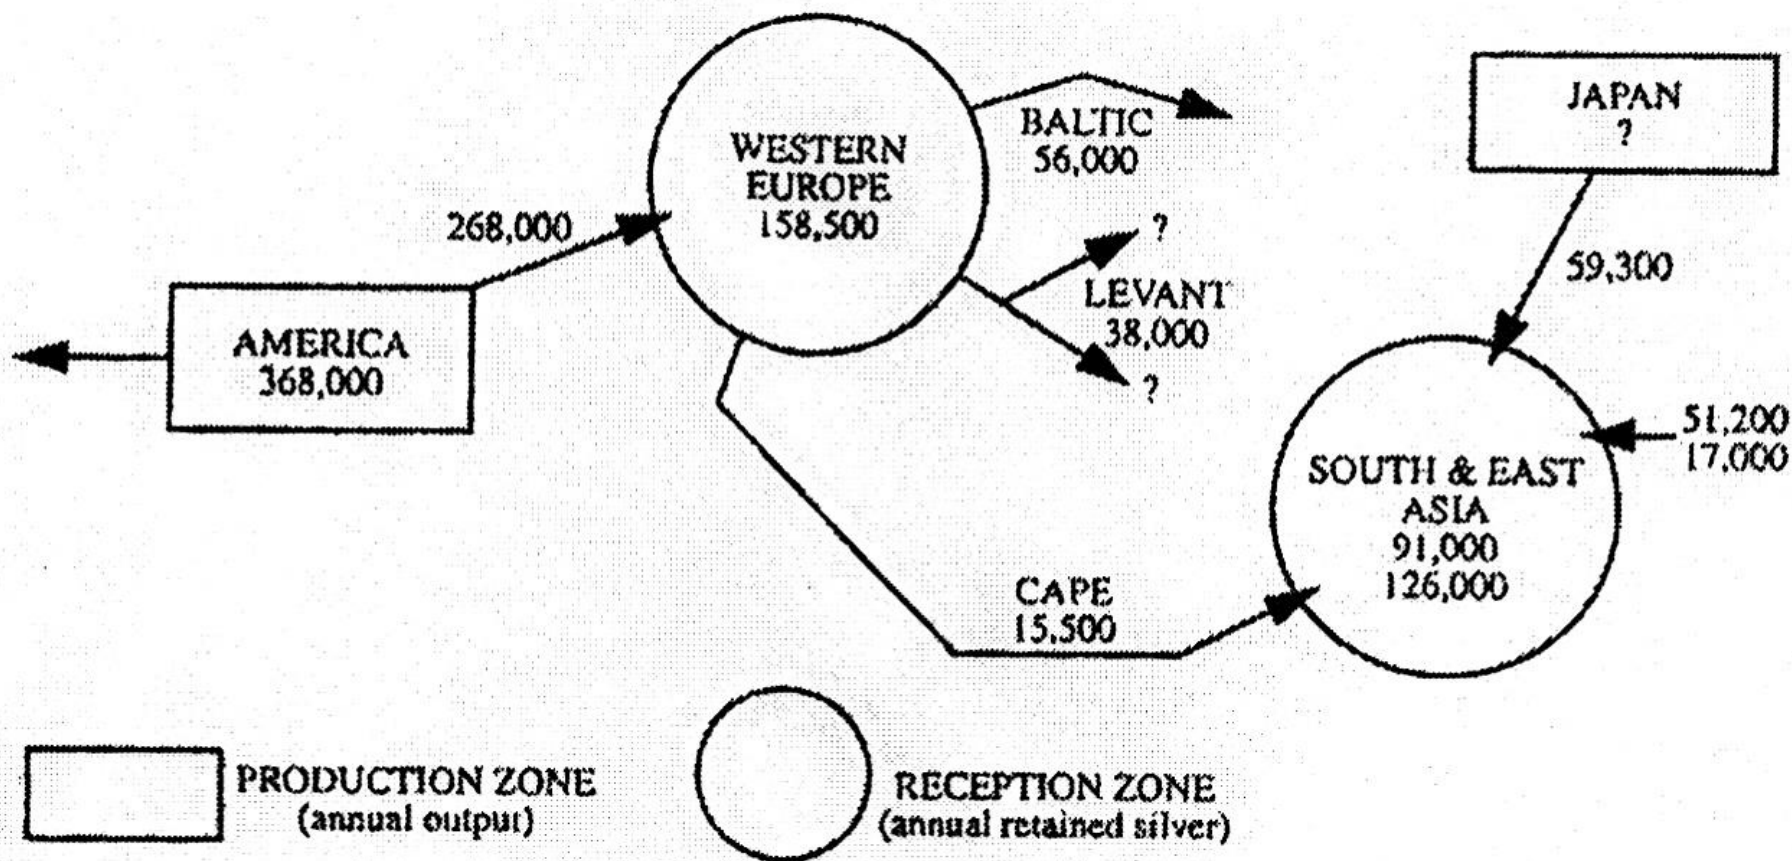 WESTERN
EUROPE
158,500
BALTIC
56,000
JAPAN
?
268,000
?
LEVANT
38,000
?
59,300
AMERICA
368,000
51,200
17,000
SOUTH & EAST
ASIA
91,000
126,000
CAPE
15,500
PRODUCTION ZONE
(annual output)
RECEPTION ZONE
(annual retained silver)